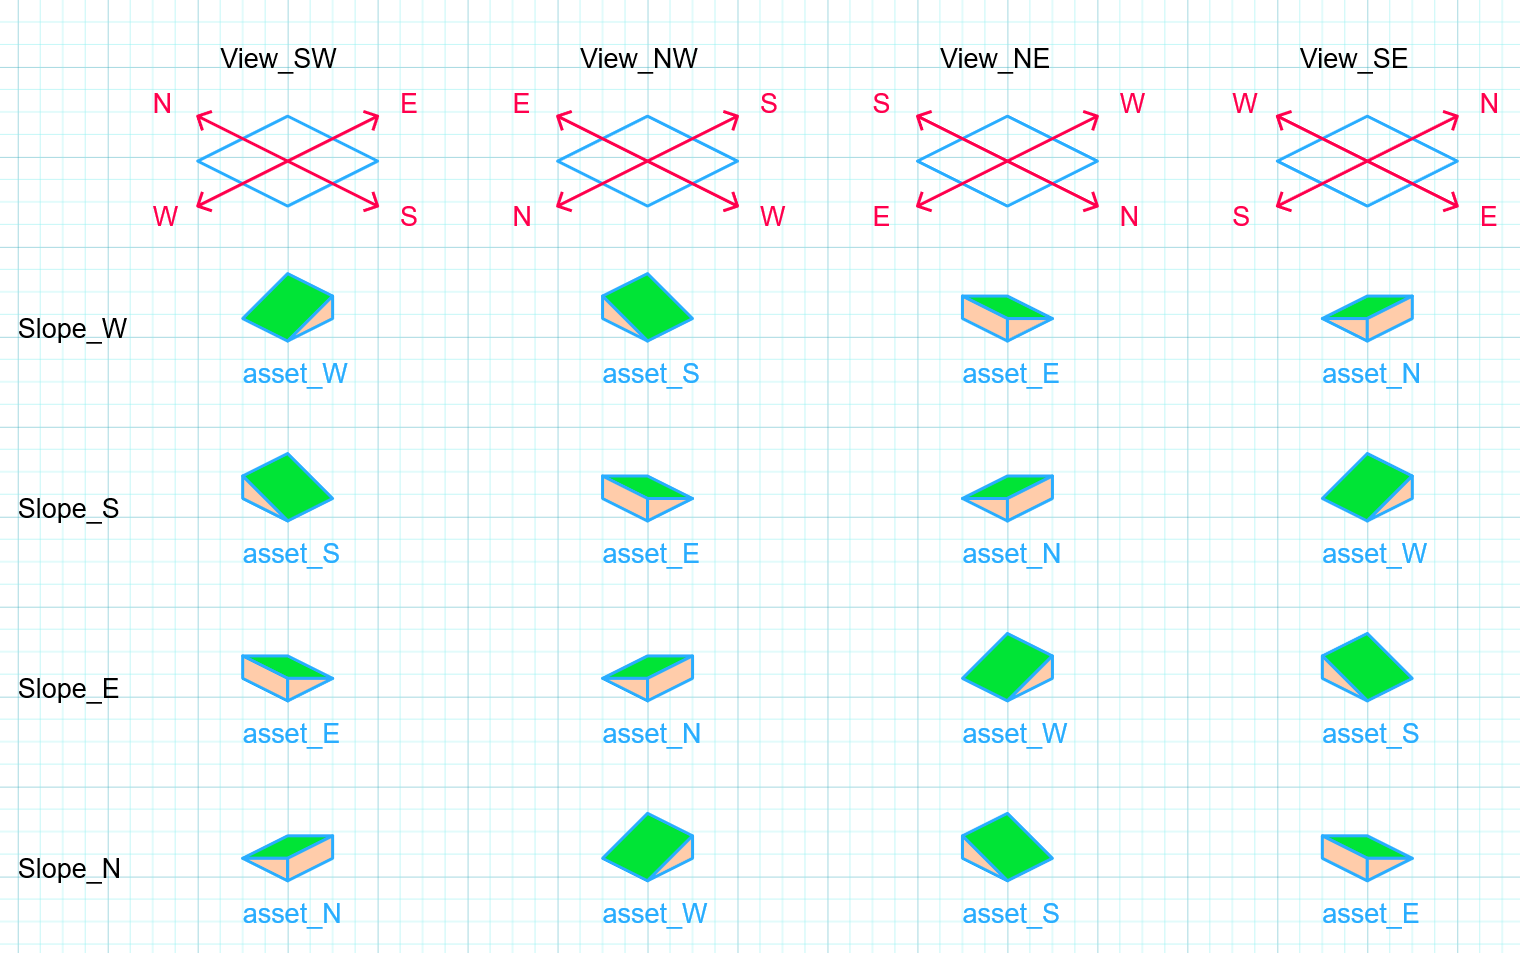 View_SW View_NW View_NE View_SE
N E E S S W W N
W S N W E N S E
Slope_W
asset_W asset_S asset_E asset_N
Slope_S
asset_S asset_E asset_N asset_W
Slope_E
asset_E asset_N asset_W asset_S
Slope_N
asset_N asset_W asset_S asset_E